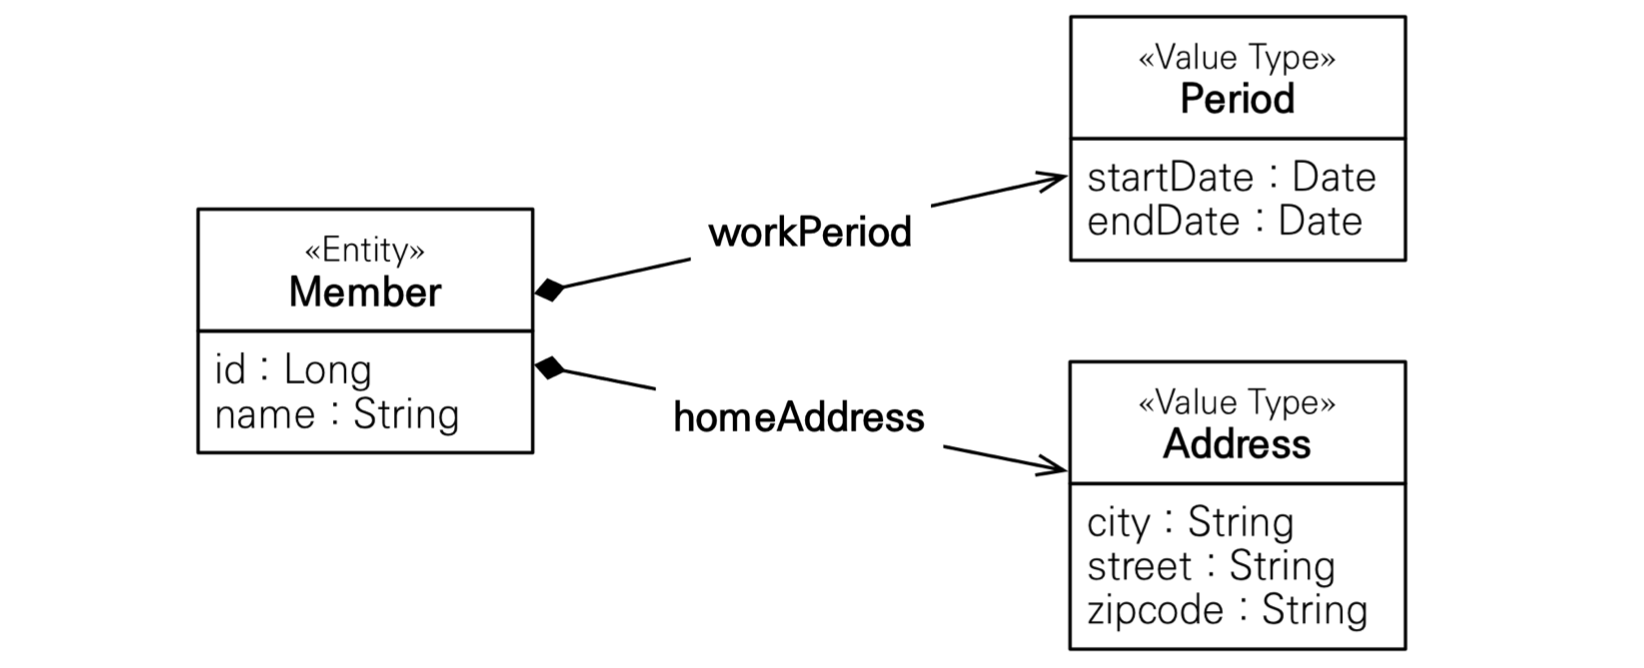 «Entity»
Member
id : Long
name : String
workPeriod
homeAddress
«Value Type»
Period
startDate : Date
endDate : Date
«Value Type»
Address
city : String
street : String
zipcode : String